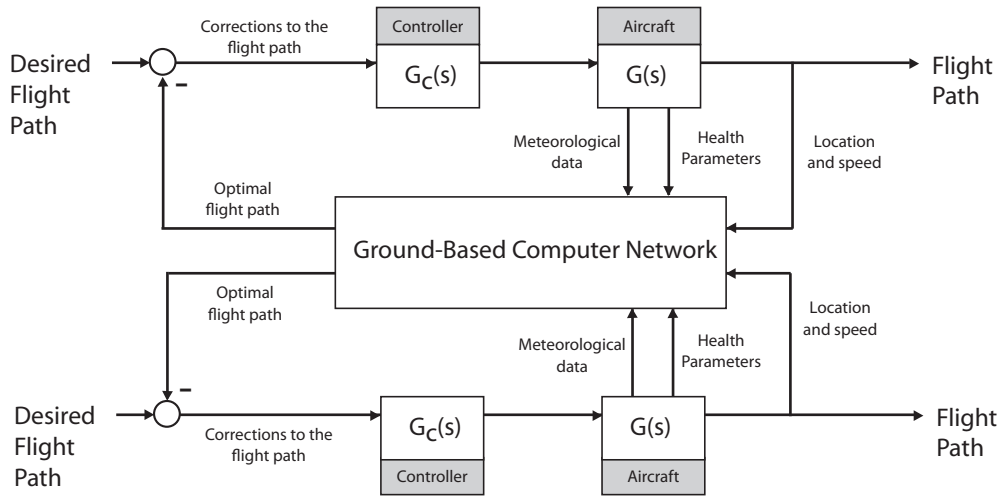 Corrections to the
flight path
Controller
Aircraft
Desired
Flight
Path
G_C(s)
G(s)
Flight
Path
−
Meteorological
data
Health
Parameters
Location
and speed
Optimal
flight path
Ground-Based Computer Network
Optimal
flight path
Location
and speed
Meteorological
data
Health
Parameters
−
Desired
Flight
Path
Corrections to the
flight path
G_C(s)
G(s)
Controller
Aircraft
Flight
Path